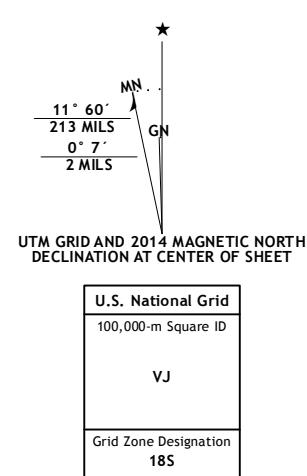 ★
MN
11° 60´
213 MILS
GN
0° 7´
2 MILS
UTM GRID AND 2014 MAGNETIC NORTH
DECLINATION AT CENTER OF SHEET
U.S. National Grid
100,000-m Square ID
VJ
Grid Zone Designation
18S